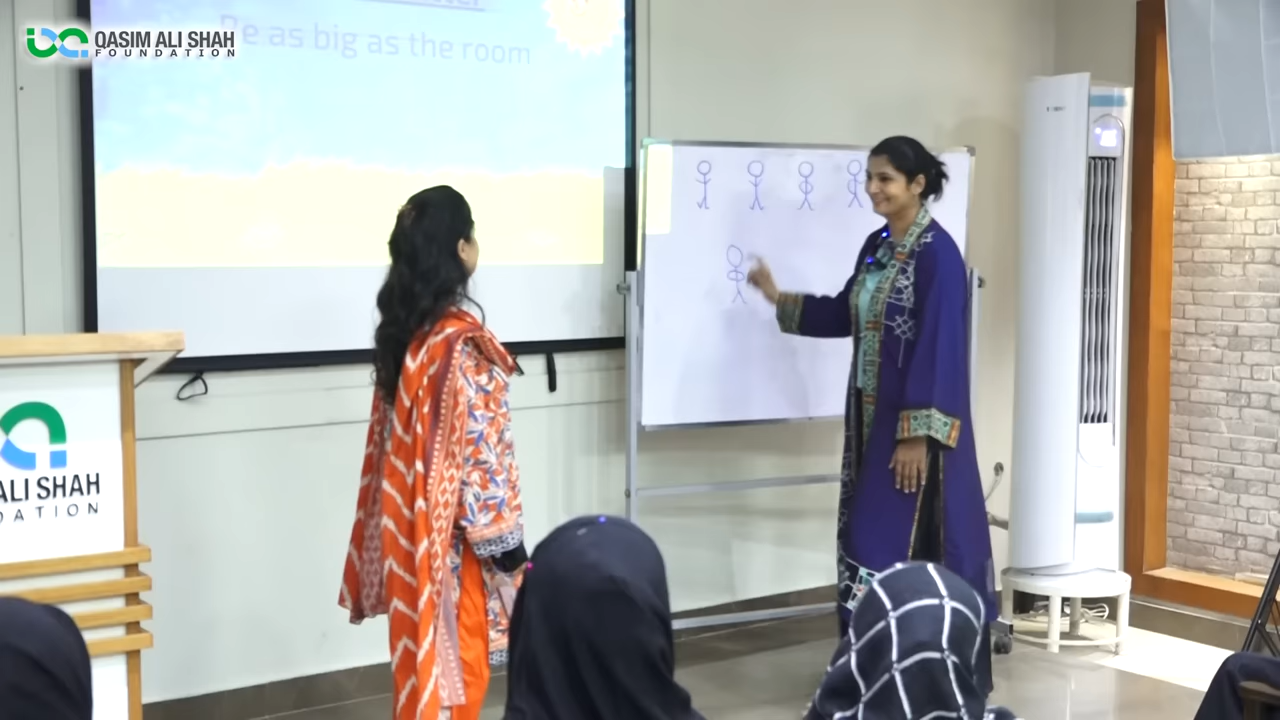 QASIM ALI SHAH
FOUNDATION
Be as big as the room
ALI SHAH
DATION